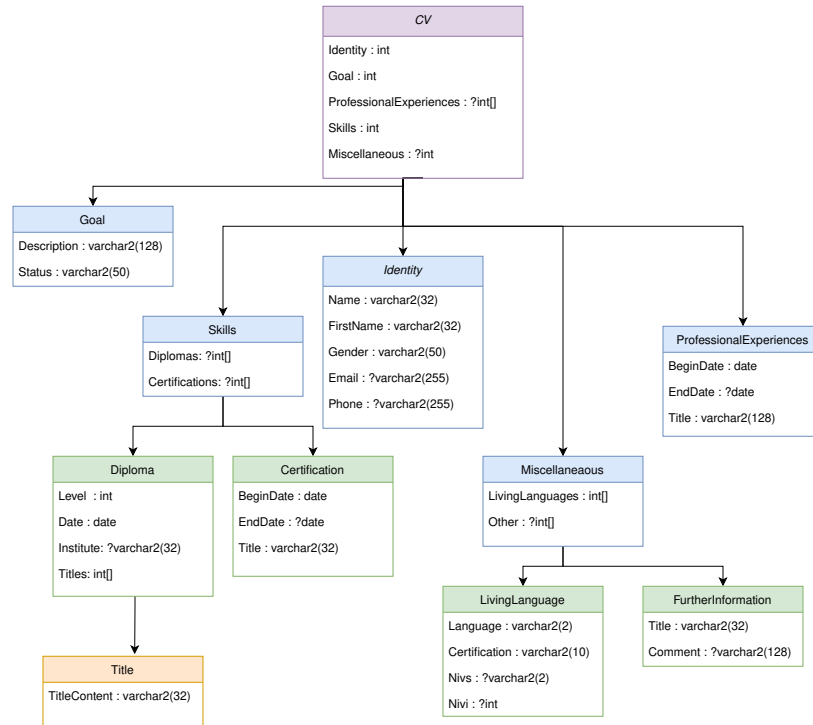 CV
Identity : int
Goal : int
ProfessionalExperiences : ?int[]
Skills : int
Miscellaneous : ?int
Goal
Description : varchar2(128)
Status : varchar2(50)
Identity
Name : varchar2(32)
FirstName : varchar2(32)
Gender : varchar2(50)
Email : ?varchar2(255)
Phone : ?varchar2(255)
Skills
Diplomas: ?int[]
Certifications: ?int[]
ProfessionalExperiences
BeginDate : date
EndDate : ?date
Title : varchar2(128)
Diploma
Level : int
Date : date
Institute: ?varchar2(32)
Titles: int[]
Certification
BeginDate : date
EndDate : ?date
Title : varchar2(32)
Miscellaneaous
LivingLanguages : int[]
Other : ?int[]
LivingLanguage
Language : varchar2(2)
Certification : varchar2(10)
Nivs : ?varchar2(2)
Nivi : ?int
FurtherInformation
Title : varchar2(32)
Comment : ?varchar2(128)
Title
TitleContent : varchar2(32)